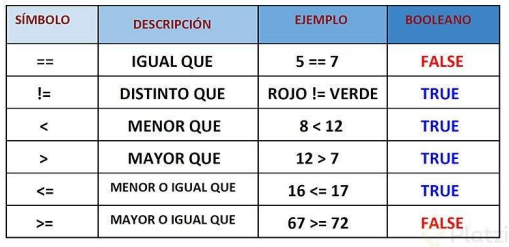 SÍMBOLO DESCRIPCIÓN EJEMPLO BOOLEANO
== IGUAL QUE 5 == 7 FALSE
!= DISTINTO QUE ROJO != VERDE TRUE
< MENOR QUE 8 < 12 TRUE
> MAYOR QUE 12 > 7 TRUE
<= MENOR O IGUAL QUE 16 <= 17 TRUE
>= MAYOR O IGUAL QUE 67 >= 72 FALSE
Platzi